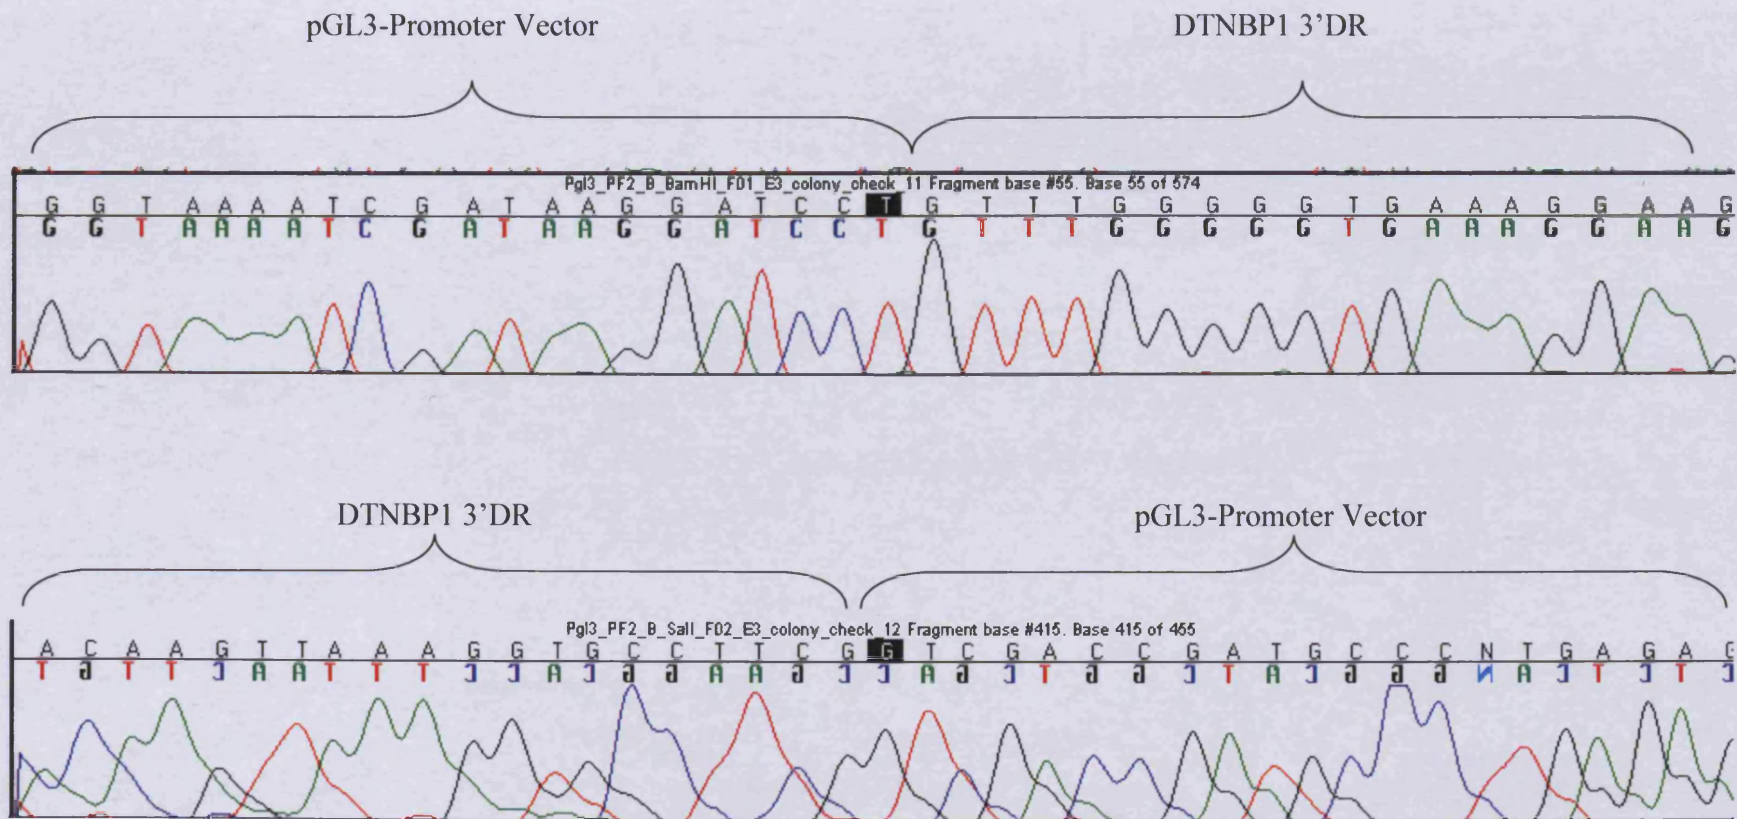 pGL3-Promoter Vector DTNBP1 3'DR
Pgl3_PF2_B_BamHI_F01_E3_colony_check_11 Fragment base #55. Base 55 of 574
G G T A A A A T C G A T A A G G A T C C T G T T T G G G G G T G A A A G G A A G
G G T A A A A T C G A T A A G G A T C C T G T T T G G G G G T G A A A G G A A G
DTNBP1 3'DR pGL3-Promoter Vector
Pgl3_PF2_B_SalI_F02_E3_colony_check_12 Fragment base #415. Base 415 of 455
A C A A G T T A A A G G T G C C T T C G G T C G A C C G A T G C C C N T G A G A G
T G T T C A A T T T C C A C G G A A G C C A G C T G G C T A C G G G N A C T C T C